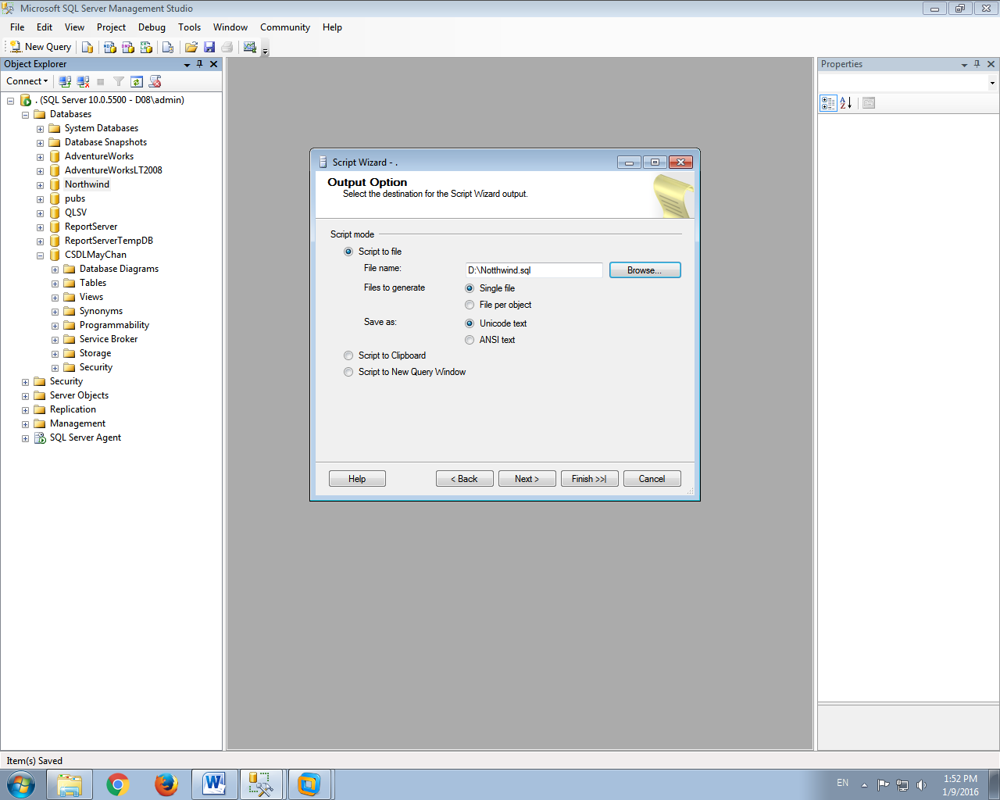 Microsoft SQL Server Management Studio
File Edit View Project Debug Tools Window Community Help
New Query
Object Explorer
Connect
. (SQL Server 10.0.5500 - D08\admin)
Databases
System Databases
Database Snapshots
AdventureWorks
AdventureWorksLT2008
Northwind
pubs
QLSV
ReportServer
ReportServerTempDB
CSDLMayChan
Database Diagrams
Tables
Views
Synonyms
Programmability
Service Broker
Storage
Security
Security
Server Objects
Replication
Management
SQL Server Agent
Script Wizard - .
Output Option
Select the destination for the Script Wizard output.
Script mode
Script to file
File name:
D:\Notthwind.sql
Browse...
Files to generate
Single file
File per object
Save as:
Unicode text
ANSI text
Script to Clipboard
Script to New Query Window
Help
< Back
Next >
Finish >>|
Cancel
Properties
Item(s) Saved
EN
1:52 PM
1/9/2016